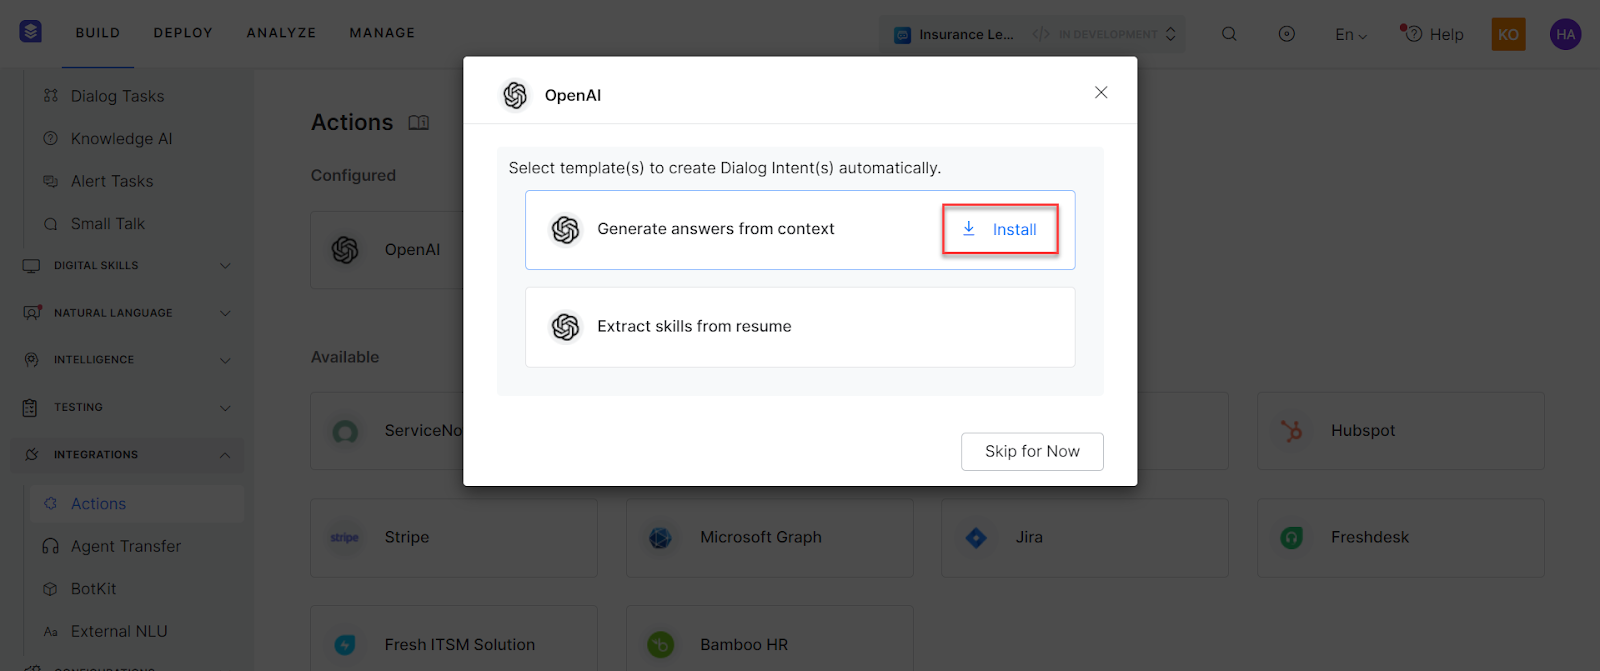 BUILD DEPLOY ANALYZE MANAGE Insurance Le... IN DEVELOPMENT En Help KO HA
Dialog Tasks
Knowledge AI
Alert Tasks
Small Talk
DIGITAL SKILLS
NATURAL LANGUAGE
INTELLIGENCE
TESTING
INTEGRATIONS
Actions
Agent Transfer
BotKit
Aa External NLU
Actions
Configured
OpenAI
Available
ServiceNo
Hubspot
stripe Stripe
Microsoft Graph
Jira
Freshdesk
Fresh ITSM Solution
Bamboo HR
OpenAI
Select template(s) to create Dialog Intent(s) automatically.
Generate answers from context Install
Extract skills from resume
Skip for Now